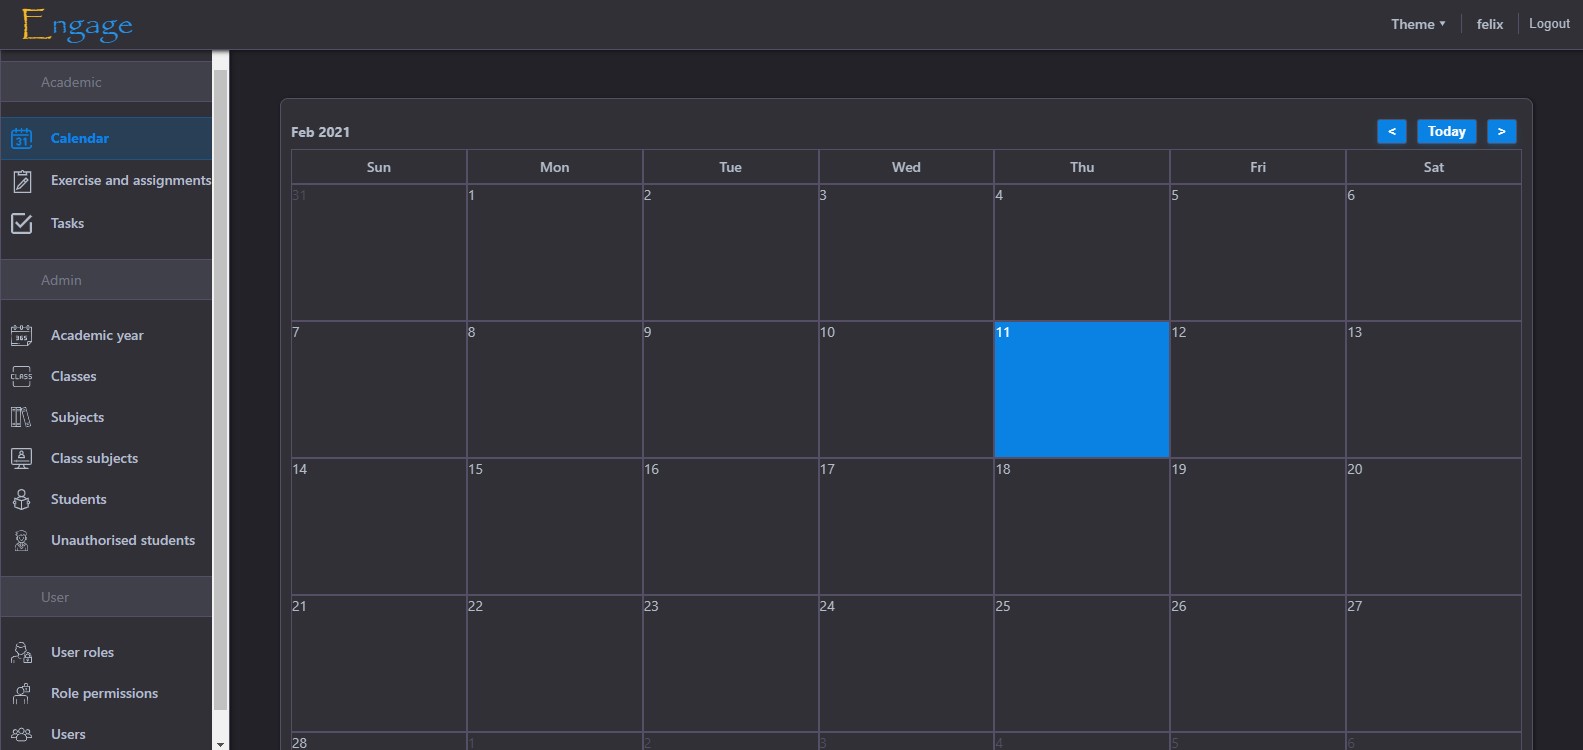 Engage
Theme ▾ felix Logout
Academic
31 Calendar
Exercise and assignments
Tasks
Admin
365 Academic year
CLASS Classes
Subjects
Class subjects
Students
Unauthorised students
User
User roles
Role permissions
Users
Feb 2021 < Today >
Sun Mon Tue Wed Thu Fri Sat
31 1 2 3 4 5 6
7 8 9 10 11 12 13
14 15 16 17 18 19 20
21 22 23 24 25 26 27
28 1 2 3 4 5 6